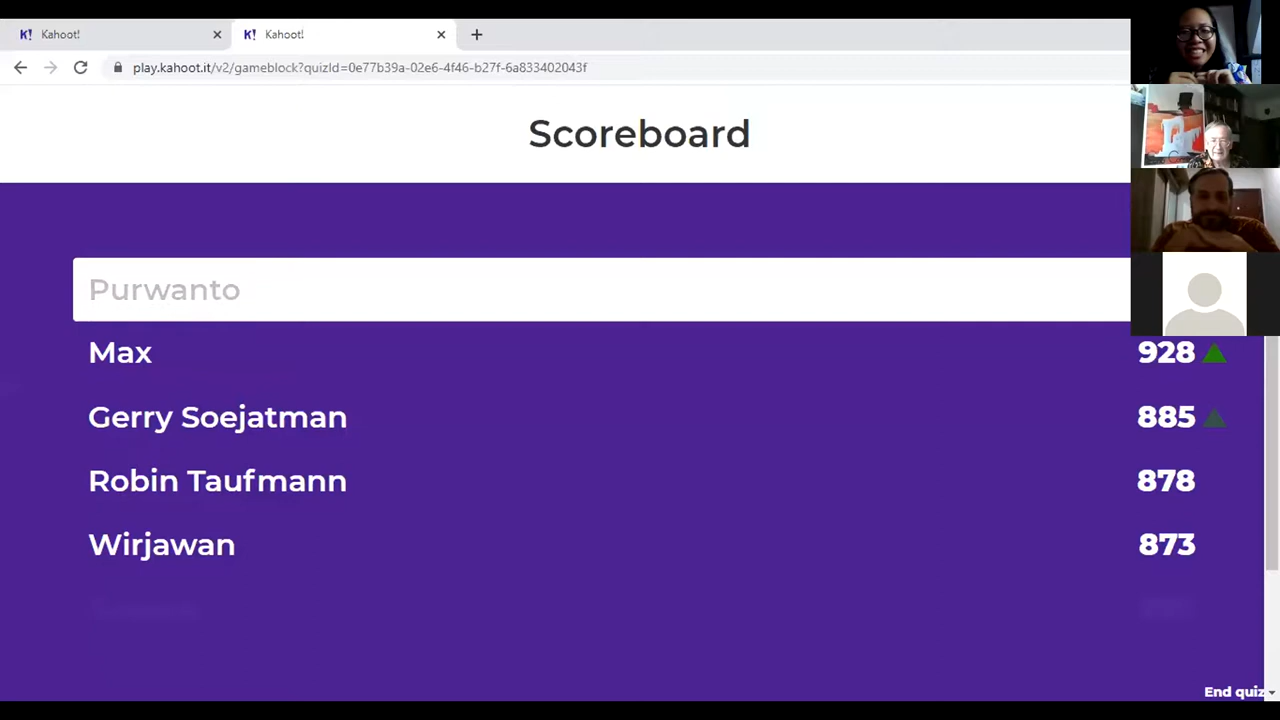 K! Kahoot!
K! Kahoot!
play.kahoot.it/v2/gameblock?quizId=0e77b39a-02e6-4f46-b27f-6a833402043f
Scoreboard
Purwanto
Max 928
Gerry Soejatman 885
Robin Taufmann 878
Wirjawan 873
End quiz